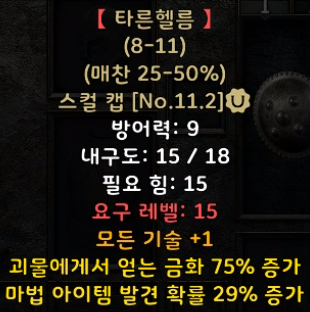 【 타른헬름 】
(8-11)
(매찬 25-50%)
스컬 캡 [No.11.2]
방어력: 9
내구도: 15 / 18
필요 힘: 15
요구 레벨: 15
모든 기술 +1
괴물에게서 얻는 금화 75% 증가
마법 아이템 발견 확률 29% 증가